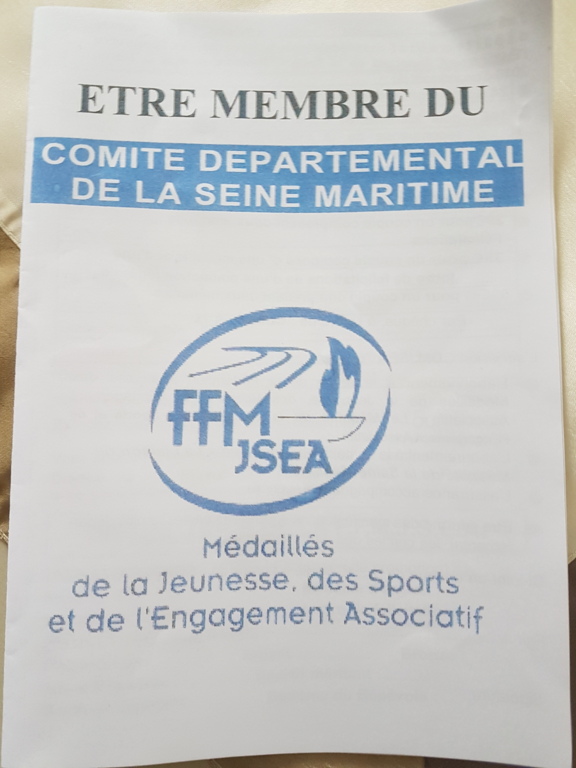 ETRE MEMBRE DU
COMITE DEPARTEMENTAL
DE LA SEINE MARITIME
FFM
JSEA
Médaillés
de la Jeunesse, des Sports
et de l'Engagement Associatif